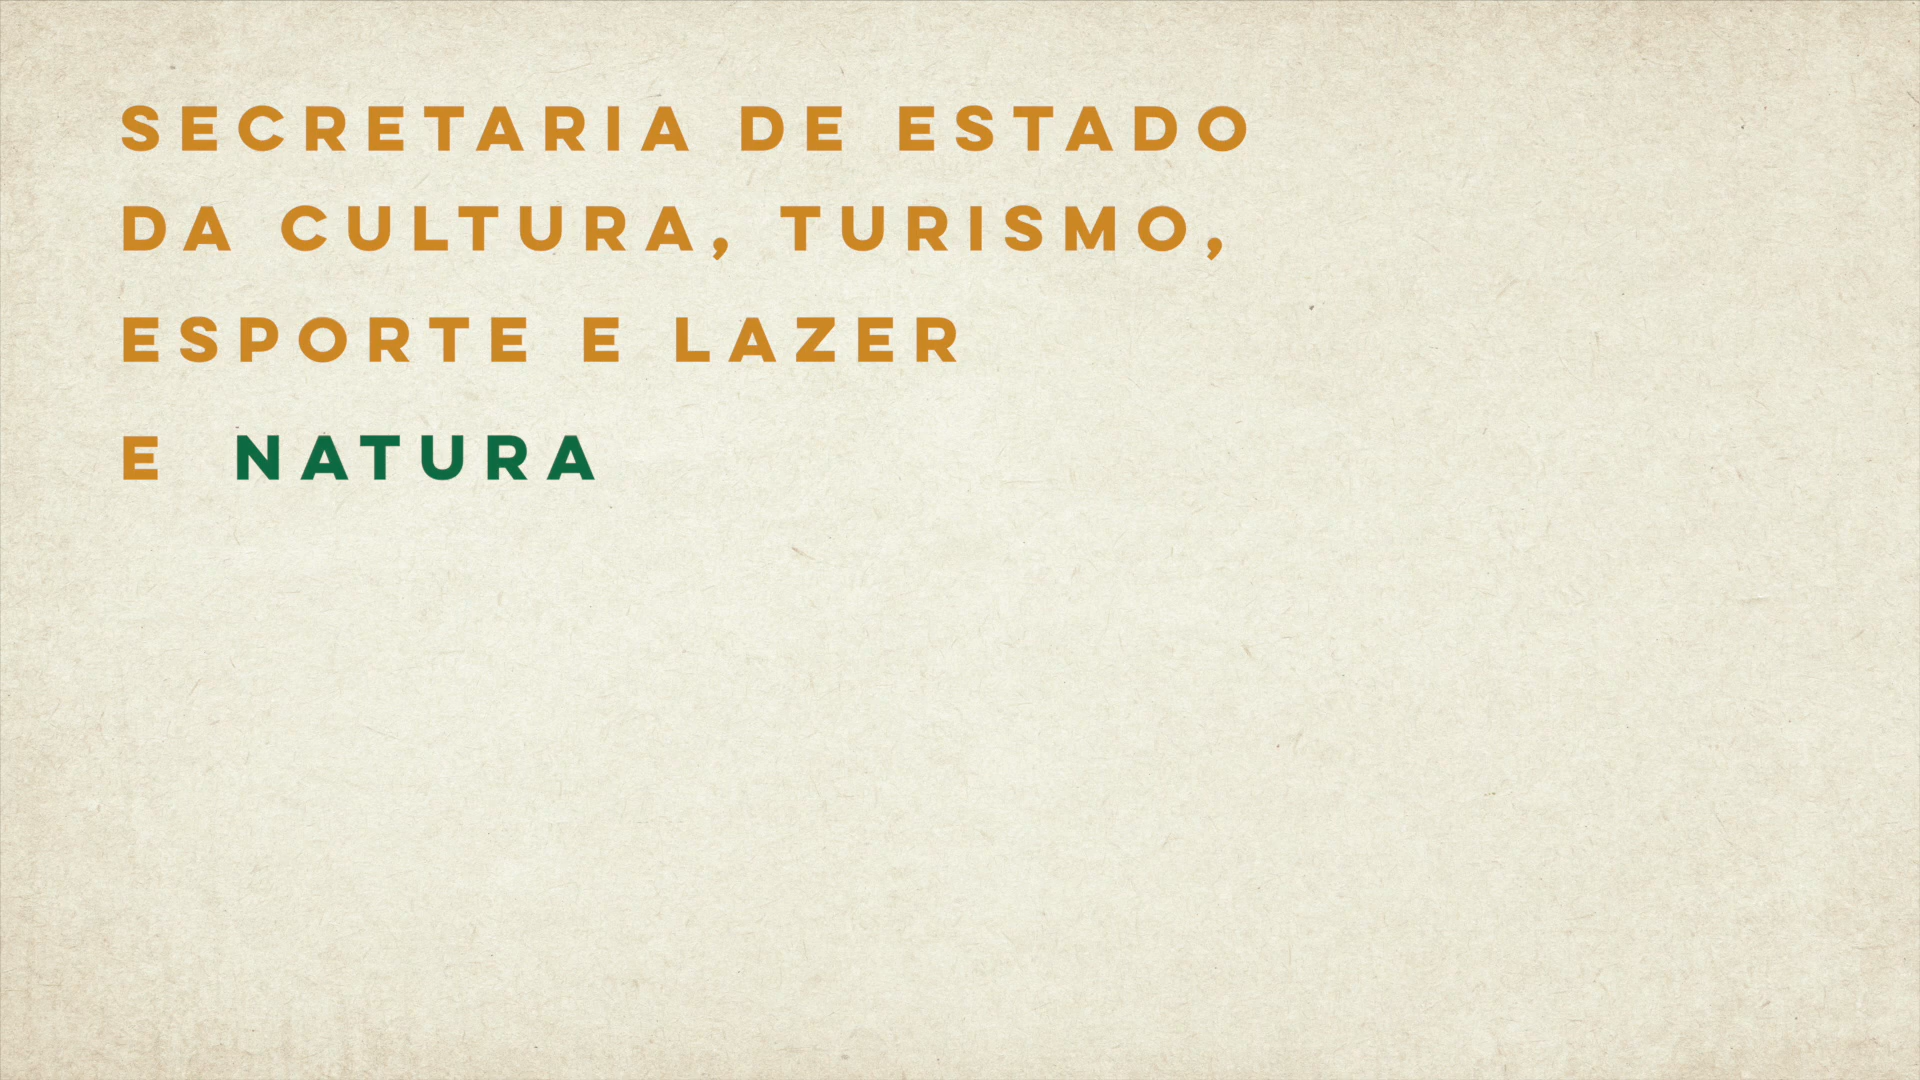 SECRETARIA DE ESTADO
DA CULTURA, TURISMO,
ESPORTE E LAZER
E NATURA